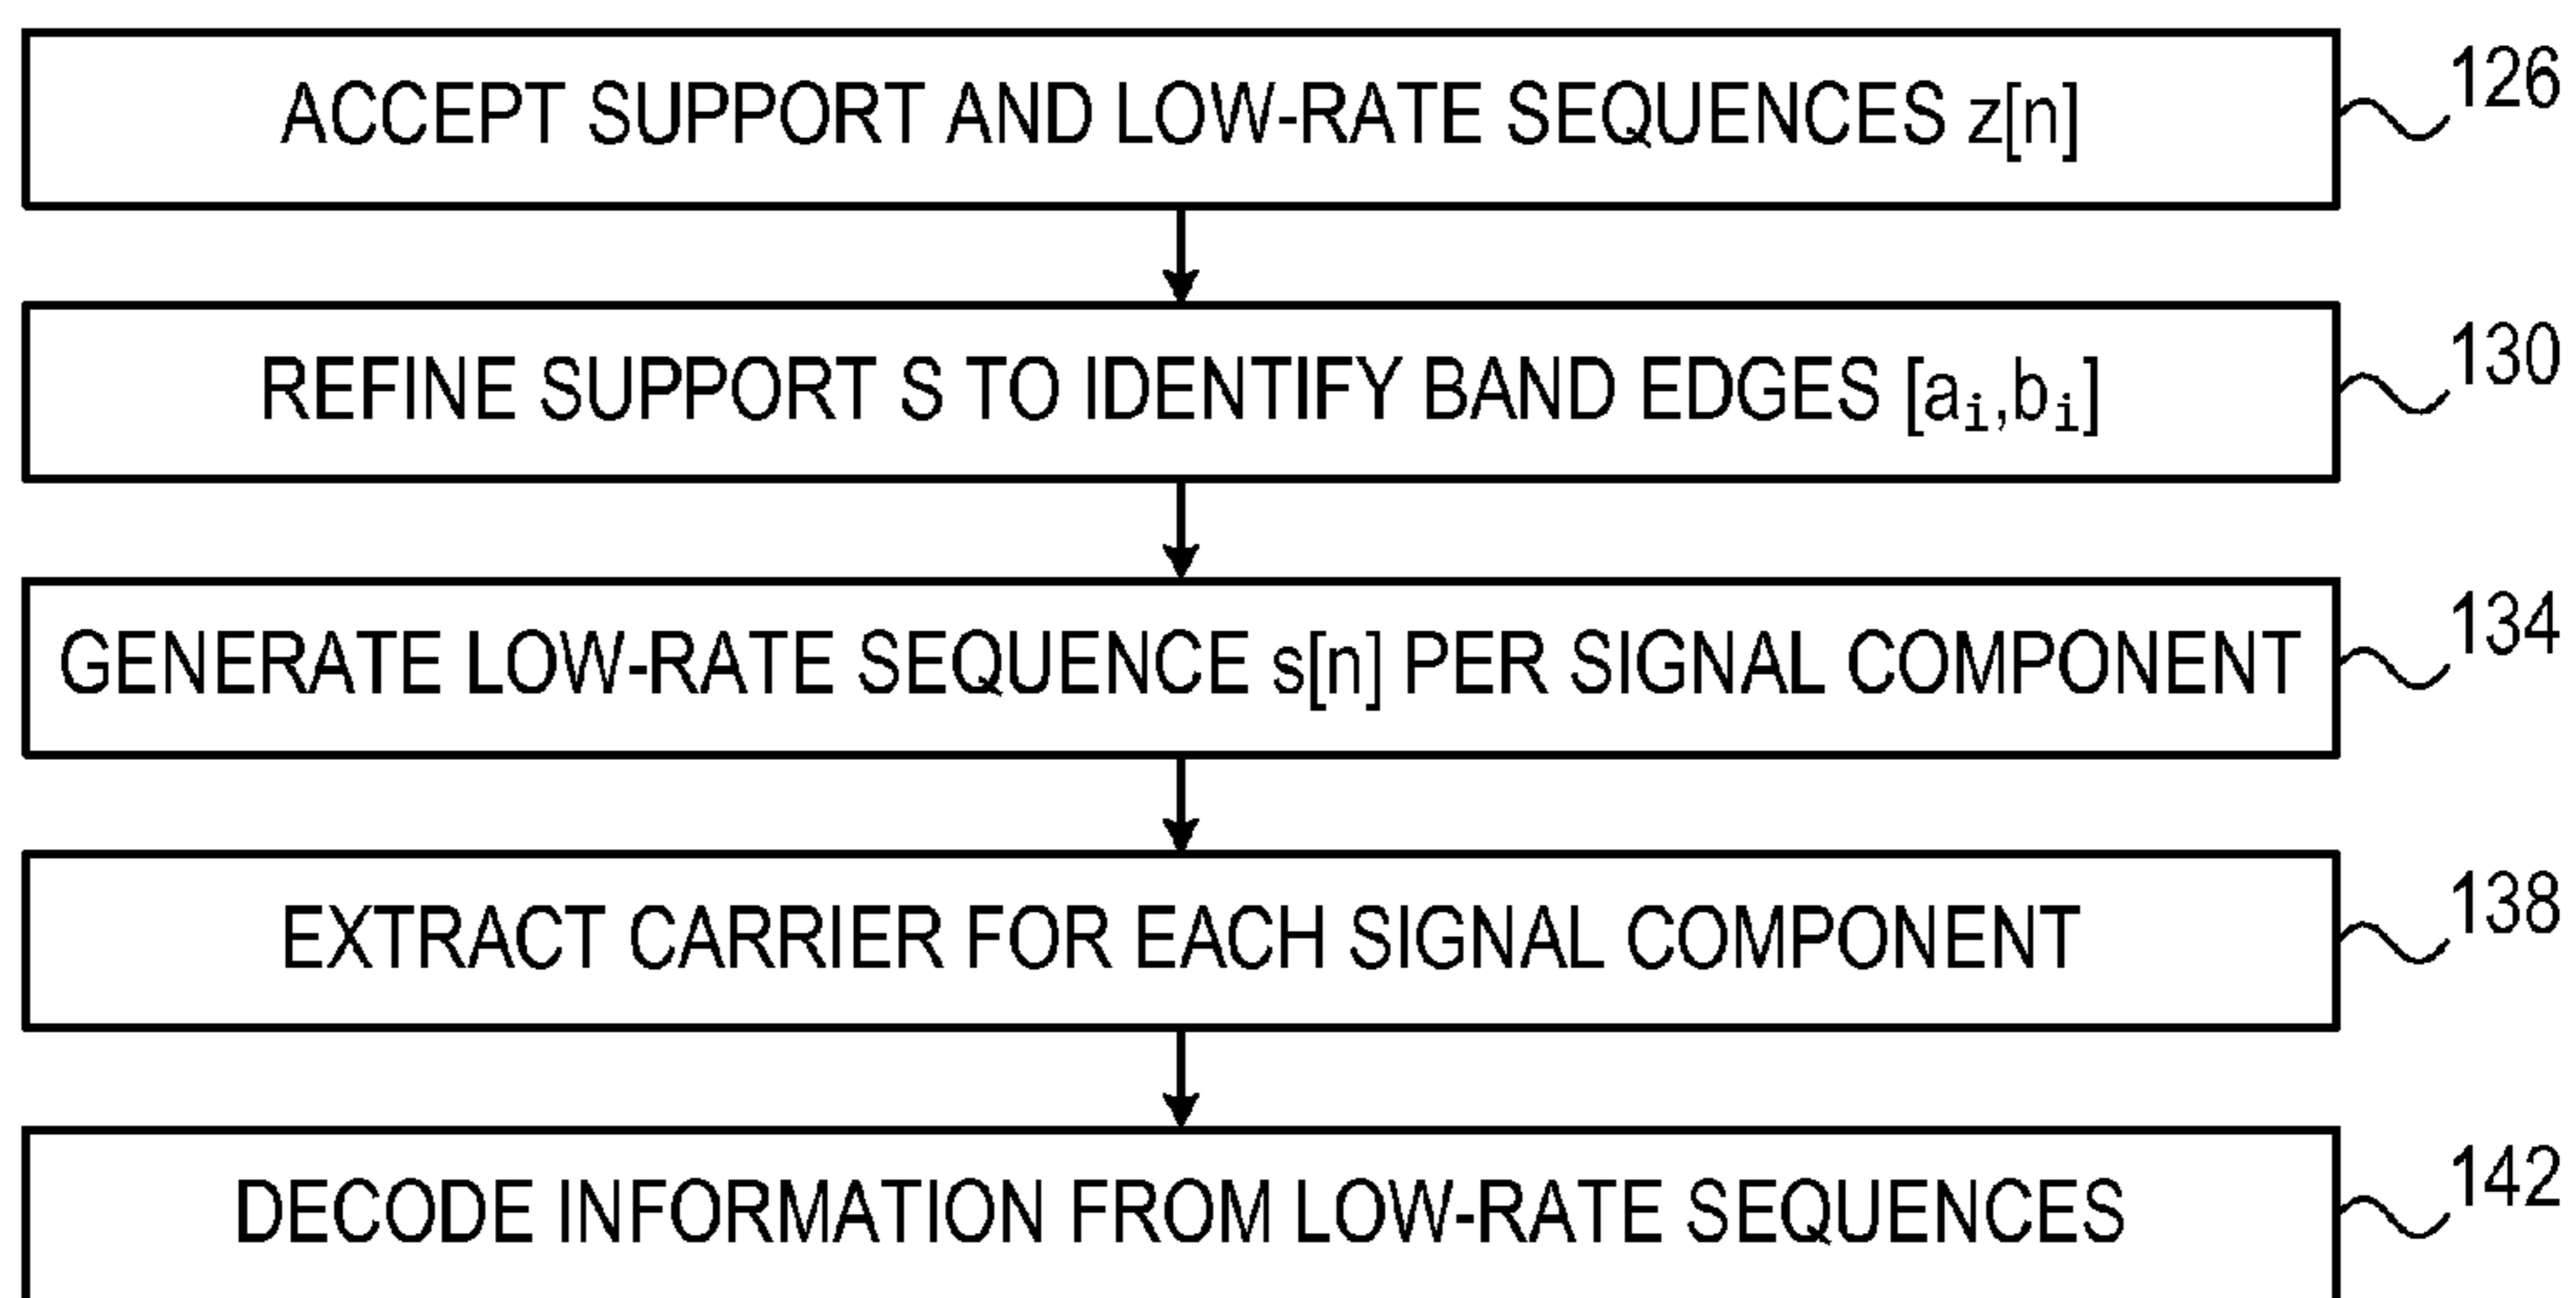 ACCEPT SUPPORT AND LOW-RATE SEQUENCES z[n] 126
REFINE SUPPORT S TO IDENTIFY BAND EDGES [aᵢ,bᵢ] 130
GENERATE LOW-RATE SEQUENCE s[n] PER SIGNAL COMPONENT 134
EXTRACT CARRIER FOR EACH SIGNAL COMPONENT 138
DECODE INFORMATION FROM LOW-RATE SEQUENCES 142